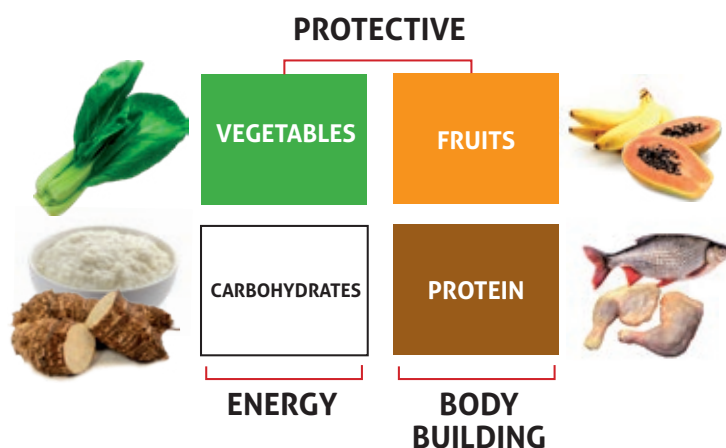 PROTECTIVE
VEGETABLES
FRUITS
CARBOHYDRATES
PROTEIN
ENERGY
BODY
BUILDING